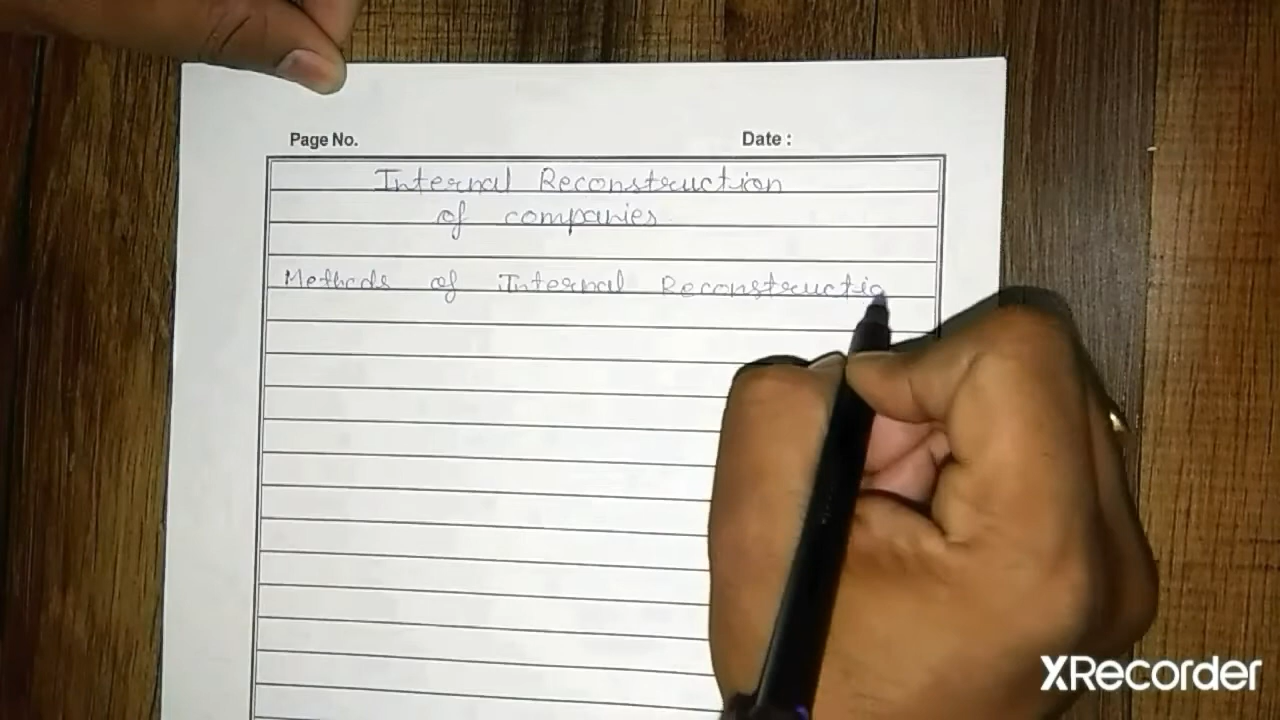 Page No. Date :
Internal Reconstruction
of companies
Methods of Internal Reconstructio
XRecorder